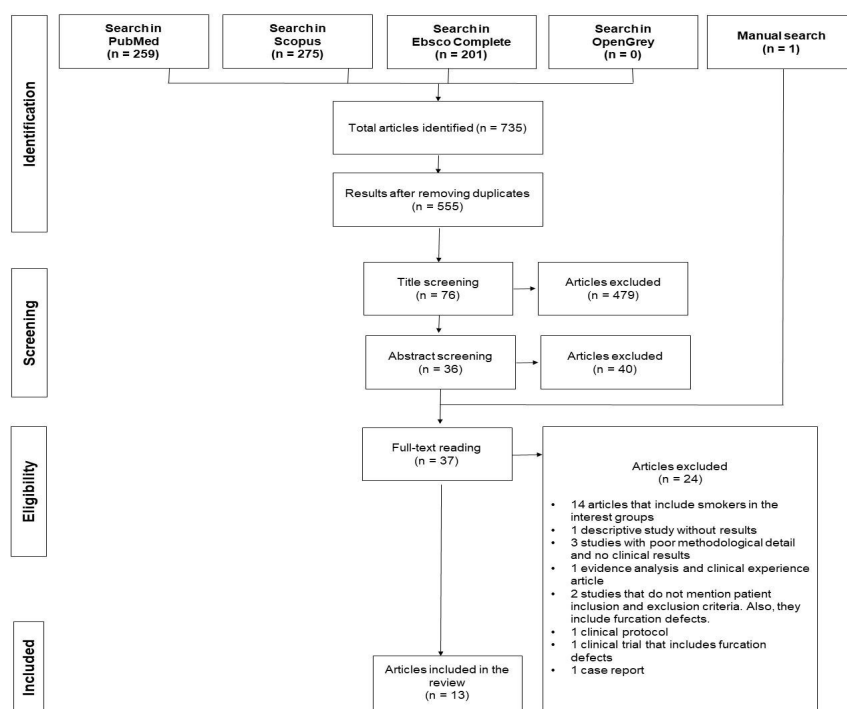 Search in
PubMed
(n = 259)
Search in
Scopus
(n = 275)
Search in
Ebsco Complete
(n = 201)
Search in
OpenGrey
(n = 0)
Manual search
(n = 1)
Identification
Total articles identified (n = 735)
Results after removing duplicates
(n = 555)
Screening
Title screening
(n = 76)
Articles excluded
(n = 479)
Abstract screening
(n = 36)
Articles excluded
(n = 40)
Eligibility
Full-text reading
(n = 37)
Articles excluded
(n = 24)
• 14 articles that include smokers in the
interest groups
• 1 descriptive study without results
• 3 studies with poor methodological detail
and no clinical results
• 1 evidence analysis and clinical experience
article
• 2 studies that do not mention patient
inclusion and exclusion criteria. Also, they
include furcation defects.
• 1 clinical protocol
• 1 clinical trial that includes furcation
defects
• 1 case report
Included
Articles included in the
review
(n = 13)